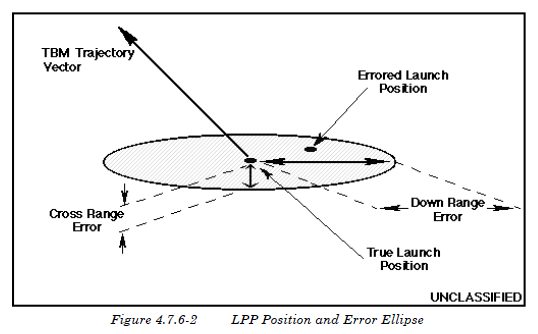 TBM Trajectory
Vector
Errored Launch
Position
Cross Range
Error
Down Range
Error
True Launch
Position
UNCLASSIFIED
Figure 4.7.6-2 LPP Position and Error Ellipse